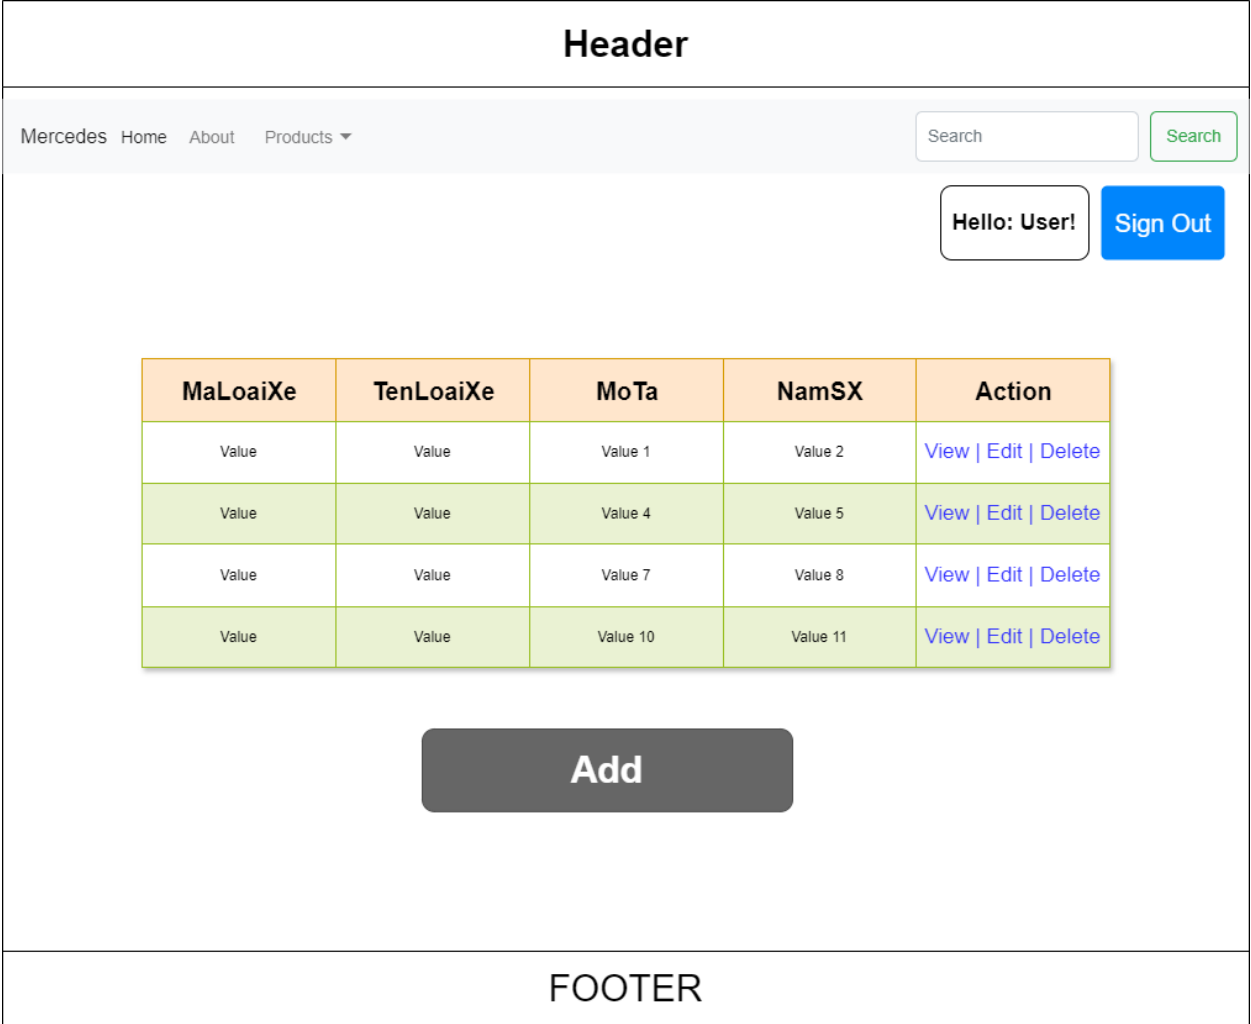 Header
Mercedes Home About Products Search Search
Hello: User! Sign Out
MaLoaiXe TenLoaiXe MoTa NamSX Action
Value Value Value 1 Value 2 View | Edit | Delete
Value Value Value 4 Value 5 View | Edit | Delete
Value Value Value 7 Value 8 View | Edit | Delete
Value Value Value 10 Value 11 View | Edit | Delete
Add
FOOTER